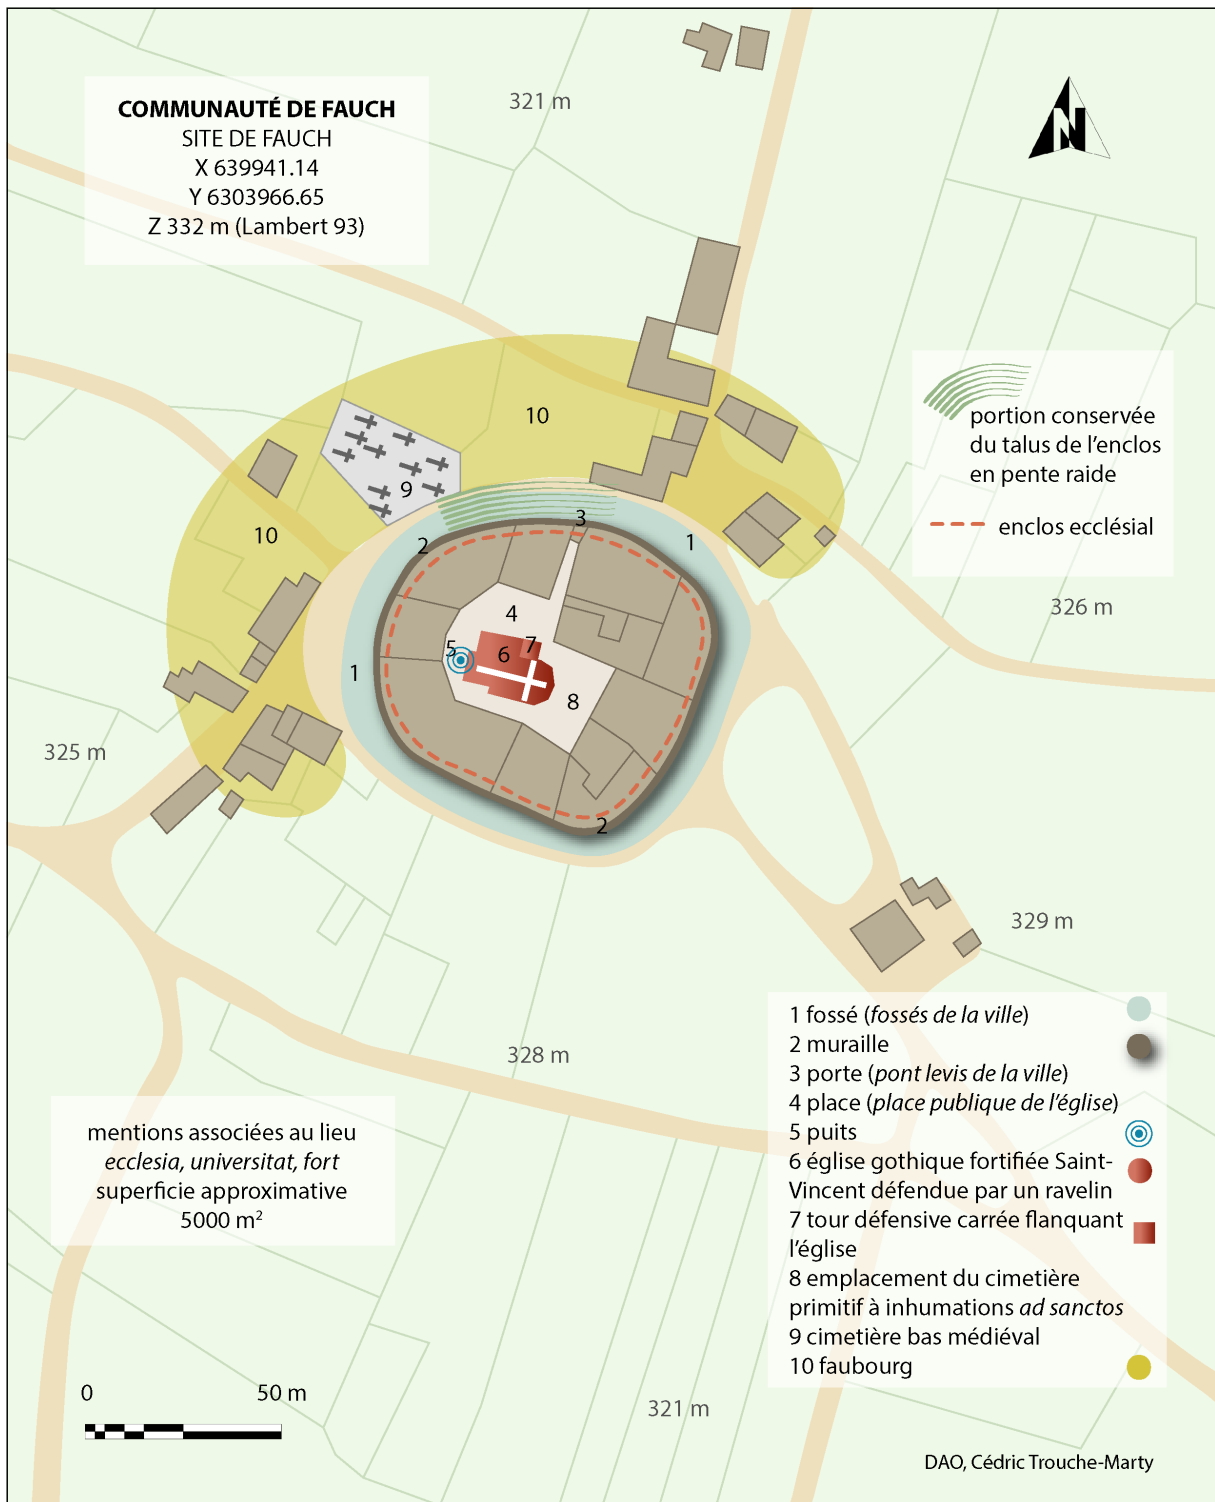 COMMUNAUTÉ DE FAUCH
SITE DE FAUCH
X 639941.14
Y 6303966.65
Z 332 m (Lambert 93)
321 m
N
portion conservée
du talus de l’enclos
en pente raide
enclos ecclésial
10
9
10
3
2
1
326 m
4
5
6
7
1
8
325 m
2
329 m
328 m
1 fossé (fossés de la ville)
2 muraille
3 porte (pont levis de la ville)
4 place (place publique de l’église)
5 puits
6 église gothique fortifiée Saint-
Vincent défendue par un ravelin
7 tour défensive carrée flanquant
l’église
8 emplacement du cimetière
primitif à inhumations ad sanctos
9 cimetière bas médiéval
10 faubourg
mentions associées au lieu
ecclesia, universitat, fort
superficie approximative
5000 m²
0 50 m
321 m
DAO, Cédric Trouche-Marty